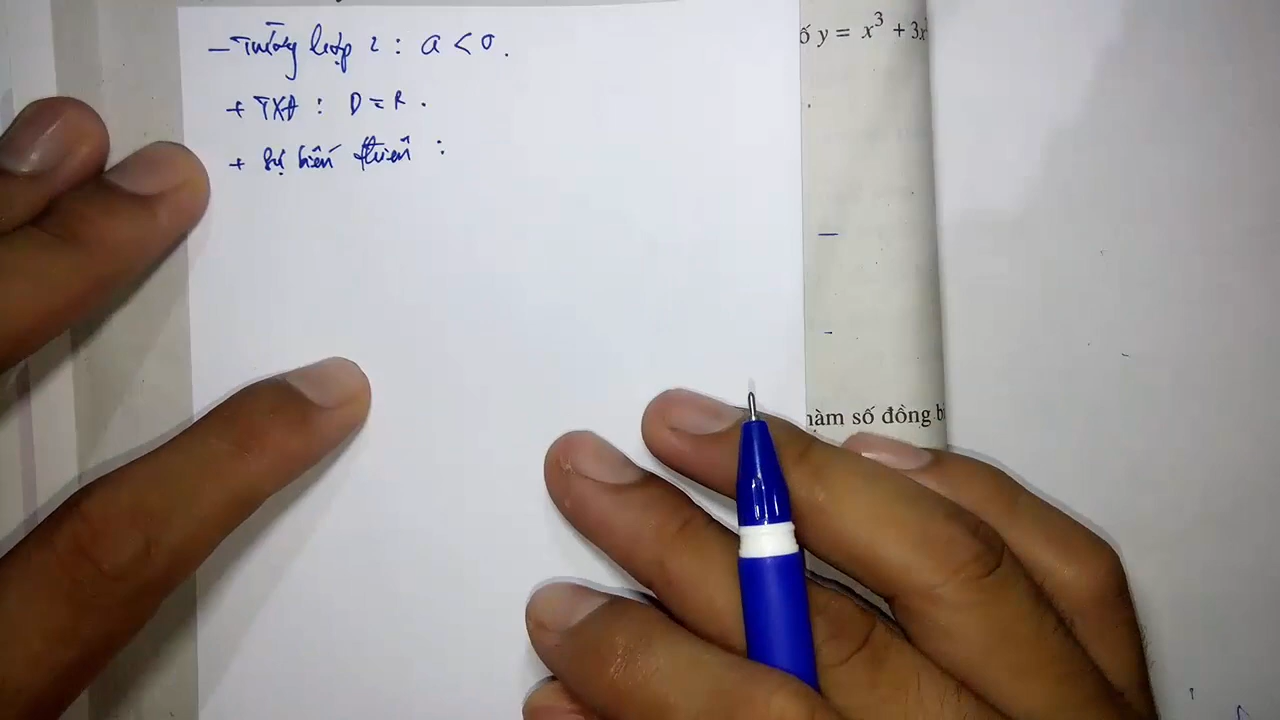 - Trường hợp 2 : a < 0.
+ TXĐ : D = R.
+ Sự biến thiên :
ố y = x³ + 3x
hàm số đồng b